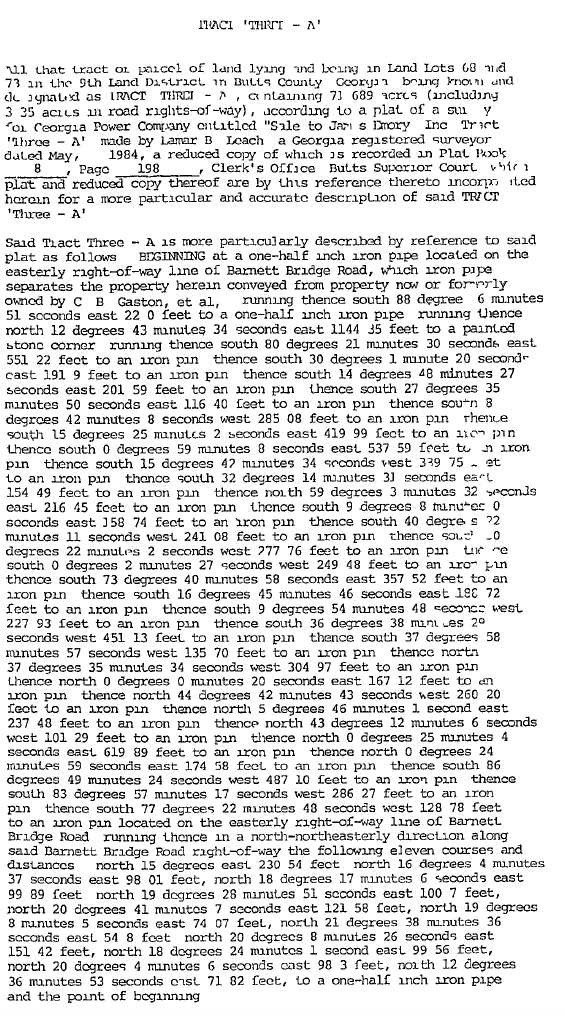 TRACT 'THREE - A'
All that tract or parcel of land lying and being in Land Lots 68 and
73 in the 9th Land District in Butts County Georgia being known and
designated as TRACT THREE - A , containing 71 689 acres (including
3 35 acres in road rights-of-way), according to a plat of a survey
for Georgia Power Company entitled "Sale to James Emory Inc Tract
'Three - A' made by Lamar B Leach a Georgia registered surveyor
dated May, 1984, a reduced copy of which is recorded in Plat Book
8 , Page 198 , Clerk's Office Butts Superior Court which
plat and reduced copy thereof are by this reference thereto incorporated
herein for a more particular and accurate description of said TRACT
'Three - A'
Said Tract Three - A is more particularly described by reference to said
plat as follows BEGINNING at a one-half inch iron pipe located on the
easterly right-of-way line of Barnett Bridge Road, which iron pipe
separates the property herein conveyed from property now or formerly
owned by C B Gaston, et al, running thence south 88 degree 6 minutes
51 seconds east 22 0 feet to a one-half inch iron pipe running thence
north 12 degrees 43 minutes 34 seconds east 1144 35 feet to a painted
stone corner running thence south 80 degrees 21 minutes 30 seconds east
551 22 feet to an iron pin thence south 30 degrees 1 minute 20 seconds
east 191 9 feet to an iron pin thence south 14 degrees 48 minutes 27
seconds east 201 59 feet to an iron pin thence south 27 degrees 35
minutes 50 seconds east 116 40 feet to an iron pin thence south 8
degrees 42 minutes 8 seconds west 285 08 feet to an iron pin thence
south 15 degrees 25 minutes 2 seconds east 419 99 feet to an iron pin
thence south 0 degrees 59 minutes 8 seconds east 537 59 feet to an iron
pin thence south 15 degrees 42 minutes 34 seconds west 339 75 feet
to an iron pin thence south 32 degrees 14 minutes 31 seconds east
154 49 feet to an iron pin thence north 59 degrees 3 minutes 32 seconds
east 216 45 feet to an iron pin thence south 9 degrees 8 minutes 0
seconds east 158 74 feet to an iron pin thence south 40 degrees
minutes 11 seconds west 241 08 feet to an iron pin thence south
degrees 22 minutes 2 seconds west 277 76 feet to an iron pin thence
south 0 degrees 2 minutes 27 seconds west 249 48 feet to an iron pin
thence south 73 degrees 40 minutes 58 seconds east 357 52 feet to an
iron pin thence south 16 degrees 45 minutes 46 seconds east 72
feet to an iron pin thence south 9 degrees 54 minutes 48 seconds west
227 93 feet to an iron pin thence south 36 degrees 38 minutes
seconds west 451 13 feet to an iron pin thence south 37 degrees 58
minutes 57 seconds west 135 70 feet to an iron pin thence north
37 degrees 35 minutes 34 seconds west 304 97 feet to an iron pin
thence north 0 degrees 0 minutes 20 seconds east 167 12 feet to an
iron pin thence north 44 degrees 42 minutes 43 seconds west 260 20
feet to an iron pin thence north 5 degrees 46 minutes 1 second east
237 48 feet to an iron pin thence north 43 degrees 12 minutes 6 seconds
west 101 29 feet to an iron pin thence north 0 degrees 25 minutes 4
seconds east 619 89 feet to an iron pin thence north 0 degrees 24
minutes 59 seconds east 174 58 feet to an iron pin thence south 86
degrees 49 minutes 24 seconds west 487 10 feet to an iron pin thence
south 83 degrees 57 minutes 17 seconds west 286 27 feet to an iron
pin thence south 77 degrees 22 minutes 48 seconds west 128 78 feet
to an iron pin located on the easterly right-of-way line of Barnett
Bridge Road running thence in a north-northeasterly direction along
said Barnett Bridge Road right-of-way the following eleven courses and
distances north 15 degrees east 230 54 feet north 16 degrees 4 minutes
37 seconds east 98 01 feet, north 18 degrees 17 minutes 6 seconds east
99 89 feet north 19 degrees 28 minutes 51 seconds east 100 7 feet,
north 20 degrees 41 minutes 7 seconds east 121 58 feet, north 19 degrees
8 minutes 5 seconds east 74 07 feet, north 21 degrees 38 minutes 36
seconds east 54 8 feet north 20 degrees 8 minutes 26 seconds east
151 42 feet, north 18 degrees 24 minutes 1 second east 99 56 feet,
north 20 degrees 4 minutes 6 seconds east 98 3 feet, north 12 degrees
36 minutes 53 seconds east 71 82 feet, to a one-half inch iron pipe
and the point of beginning